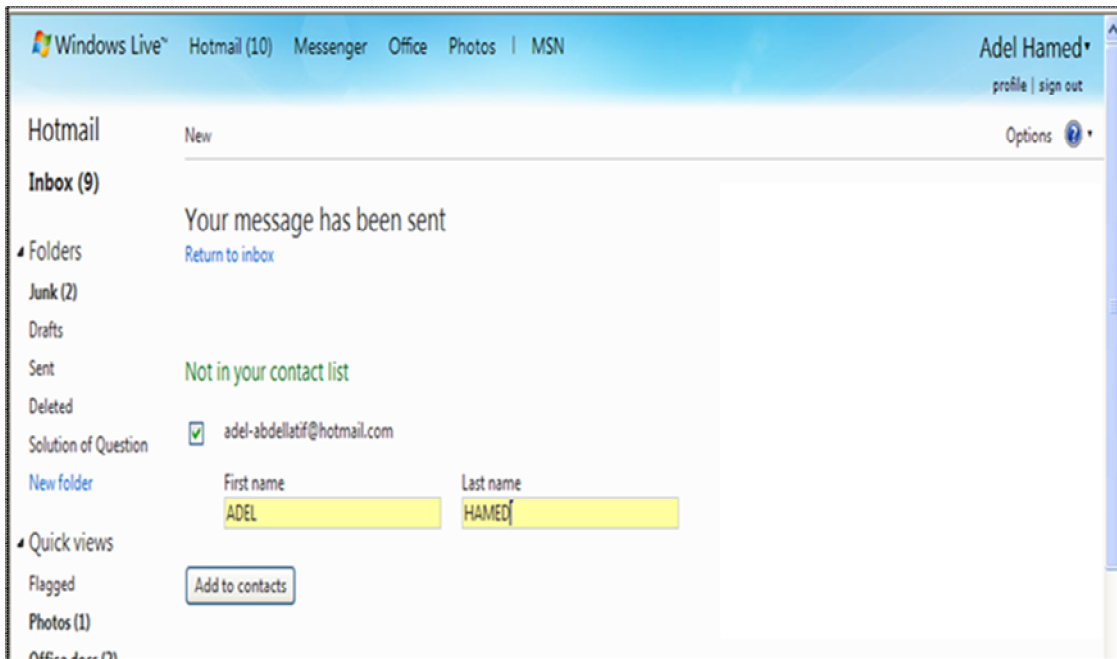 Windows Live™ Hotmail (10) Messenger Office Photos | MSN Adel Hamed
profile | sign out
Hotmail New Options
Inbox (9)
Your message has been sent
Return to inbox
Folders
Junk (2)
Drafts
Sent
Not in your contact list
Deleted
adel-abdellatif@hotmail.com
Solution of Question
New folder
First name Last name
ADEL HAMED
Quick views
Flagged
Add to contacts
Photos (1)
Office docs (2)